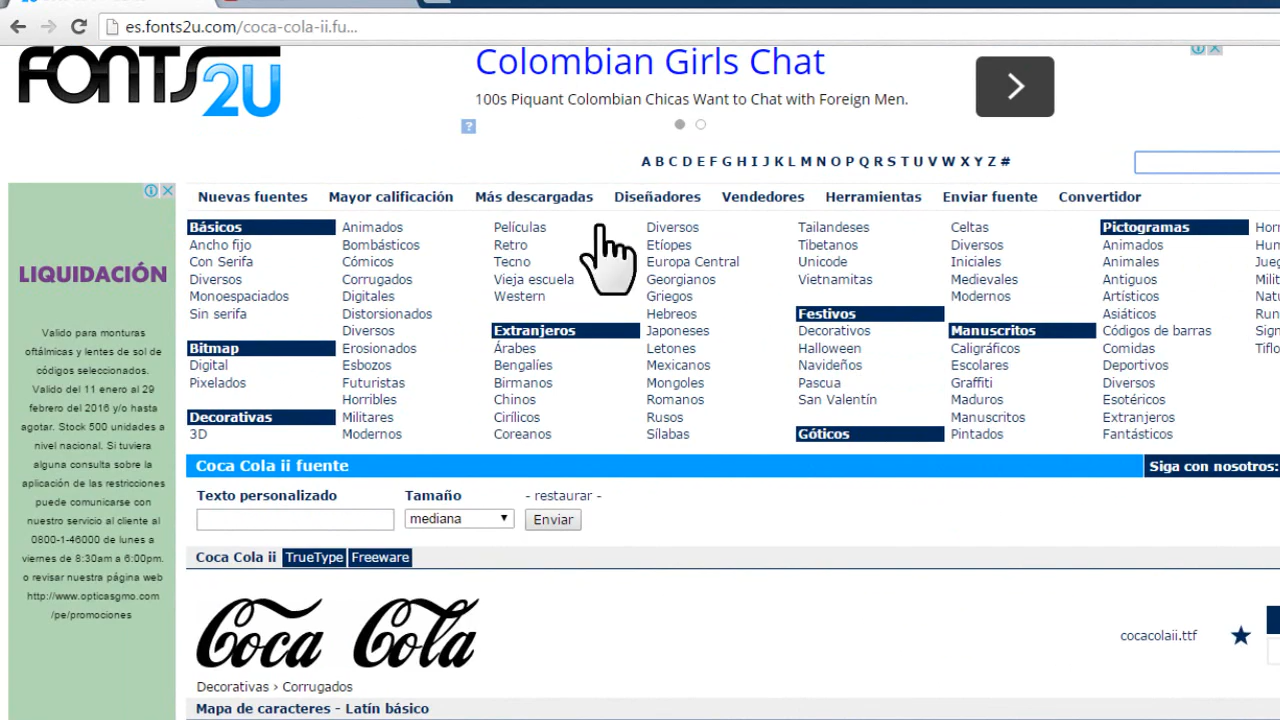 es.fonts2u.com/coca-cola-ii.fu...
FONTS2U
Colombian Girls Chat
100s Piquant Colombian Chicas Want to Chat with Foreign Men.
A B C D E F G H I J K L M N O P Q R S T U V W X Y Z #
Nuevas fuentes Mayor calificación Más descargadas Diseñadores Vendedores Herramientas Enviar fuente Convertidor
Básicos
Ancho fijo
Con Serifa
Diversos
Monoespaciados
Sin serifa
Bitmap
Digital
Pixelados
Decorativas
3D
Animados
Bombásticos
Cómicos
Corrugados
Digitales
Distorsionados
Diversos
Erosionados
Esbozos
Futuristas
Horribles
Militares
Modernos
Películas
Retro
Tecno
Vieja escuela
Western
Extranjeros
Árabes
Bengalíes
Birmanos
Chinos
Cirílicos
Coreanos
Diversos
Etíopes
Europa Central
Georgianos
Griegos
Hebreos
Japoneses
Letones
Mexicanos
Mongoles
Romanos
Rusos
Sílabas
Tailandeses
Tibetanos
Unicode
Vietnamitas
Festivos
Decorativos
Halloween
Navideños
Pascua
San Valentín
Góticos
Celtas
Diversos
Iniciales
Medievales
Modernos
Manuscritos
Caligráficos
Escolares
Graffiti
Maduros
Manuscritos
Pintados
Pictogramas
Animados
Animales
Antiguos
Artísticos
Asiáticos
Códigos de barras
Comidas
Deportivos
Diversos
Esotéricos
Extranjeros
Fantásticos
LIQUIDACIÓN
Valido para monturas
oftálmicas y lentes de sol de
códigos seleccionados.
Valido del 11 enero al 29
febrero del 2016 y/o hasta
agotar. Stock 500 unidades a
nivel nacional. Si tuviera
alguna consulta sobre la
aplicación de las restricciones
puede comunicarse con
nuestro servicio al cliente al
0800-1-46000 de lunes a
viernes de 8:30am a 6:00pm.
o revisar nuestra página web
http://www.opticasgmo.com
/pe/promociones
Coca Cola ii fuente
Siga con nosotros:
Texto personalizado Tamaño - restaurar -
mediana Enviar
Coca Cola ii TrueType Freeware
Coca Cola
cocacolaii.ttf
Decorativas › Corrugados
Mapa de caracteres - Latín básico